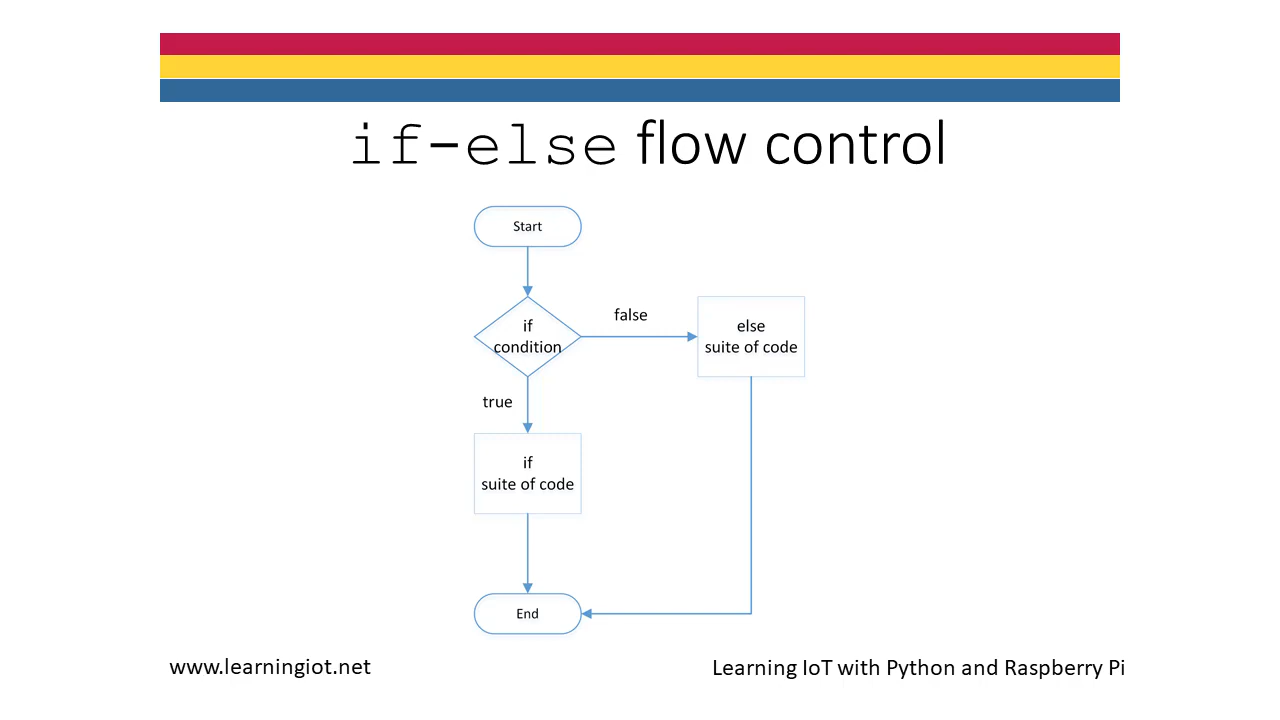 if-else flow control
Start
if
condition
false
else
suite of code
true
if
suite of code
End
www.learningiot.net
Learning IoT with Python and Raspberry Pi